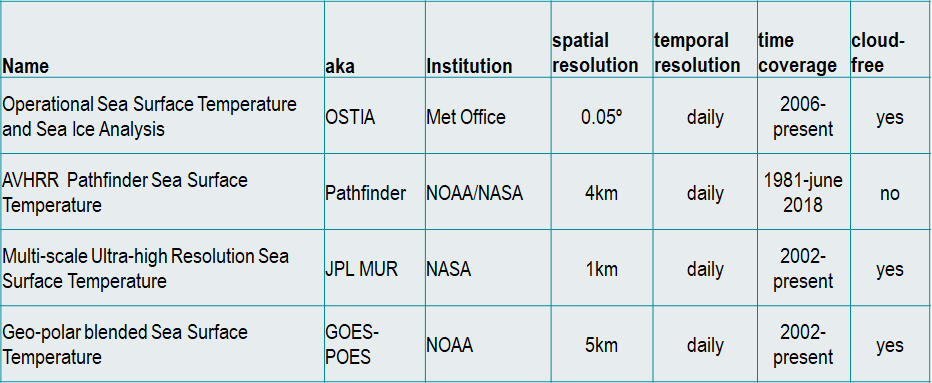 Name aka Institution spatial resolution temporal resolution time coverage cloud-free
Operational Sea Surface Temperature and Sea Ice Analysis OSTIA Met Office 0.05º daily 2006-present yes
AVHRR Pathfinder Sea Surface Temperature Pathfinder NOAA/NASA 4km daily 1981-june 2018 no
Multi-scale Ultra-high Resolution Sea Surface Temperature JPL MUR NASA 1km daily 2002-present yes
Geo-polar blended Sea Surface Temperature GOES-POES NOAA 5km daily 2002-present yes